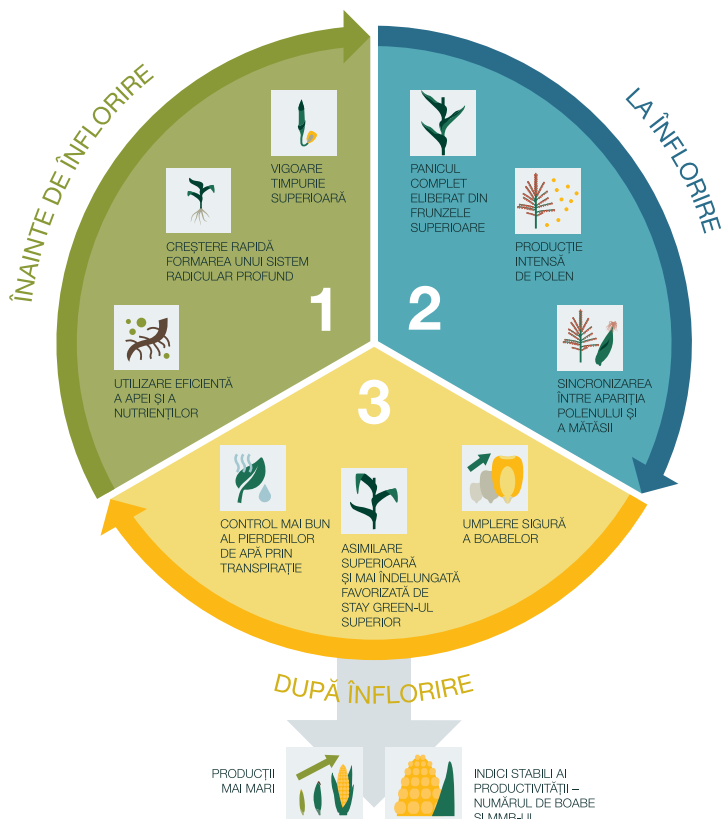 ÎNAINTE DE ÎNFLORIRE
VIGOARE
TIMPURIE
SUPERIOARĂ
CREȘTERE RAPIDĂ
FORMAREA UNUI SISTEM
RADICULAR PROFUND
UTILIZARE EFICIENTĂ
A APEI ȘI A
NUTRIENȚILOR
1
LA ÎNFLORIRE
PANICUL
COMPLET
ELIBERAT DIN
FRUNZELE
SUPERIOARE
PRODUCȚIE
INTENSĂ
DE POLEN
SINCRONIZAREA
ÎNTRE APARIȚIA
POLENULUI ȘI
A MĂTĂSII
2
3
CONTROL MAI BUN
AL PIERDERILOR
DE APĂ PRIN
TRANSPIRAȚIE
ASIMILARE
SUPERIOARĂ
ȘI MAI ÎNDELUNGATĂ
FAVORIZATĂ DE
STAY GREEN-UL
SUPERIOR
UMPLERE SIGURĂ
A BOABELOR
DUPĂ ÎNFLORIRE
PRODUCȚII
MAI MARI
INDICI STABILI AI
PRODUCTIVITĂȚII –
NUMĂRUL DE BOABE
ȘI MMB-UL